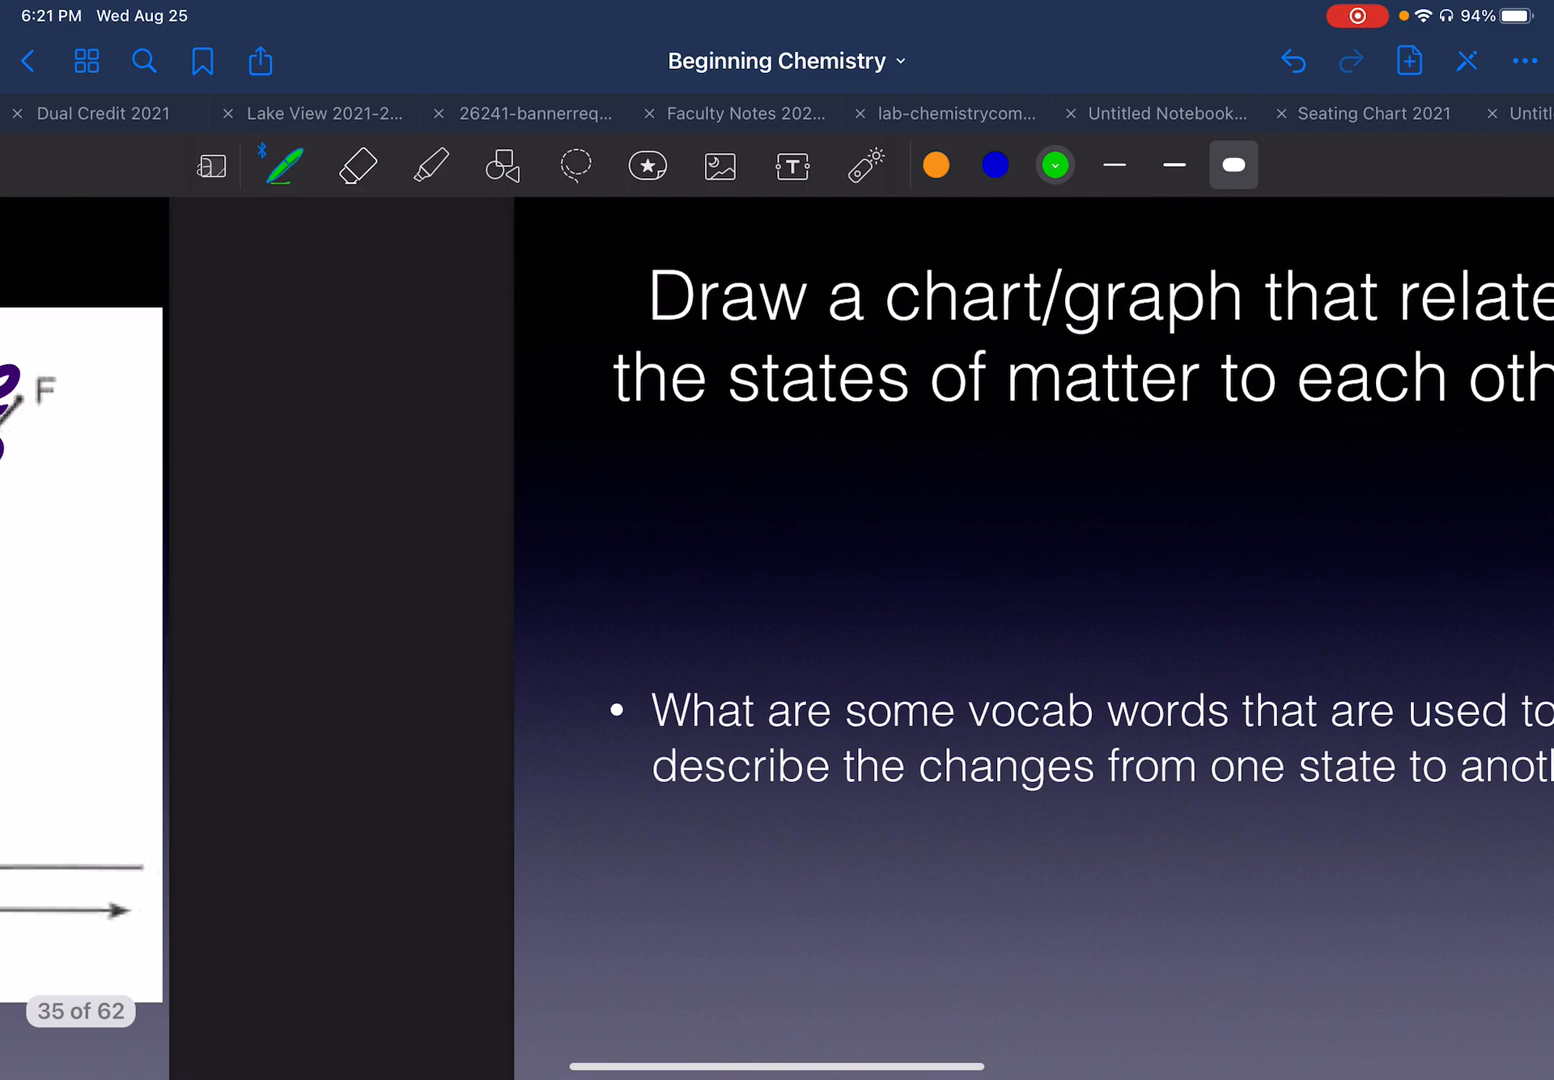 6:21 PM Wed Aug 25
94%
Beginning Chemistry
Dual Credit 2021
Lake View 2021-2...
26241-bannerreq...
Faculty Notes 202...
lab-chemistrycom...
Untitled Notebook...
Seating Chart 2021
Untitl
T
Draw a chart/graph that relate
the states of matter to each oth
F
• What are some vocab words that are used to
describe the changes from one state to anoth
35 of 62